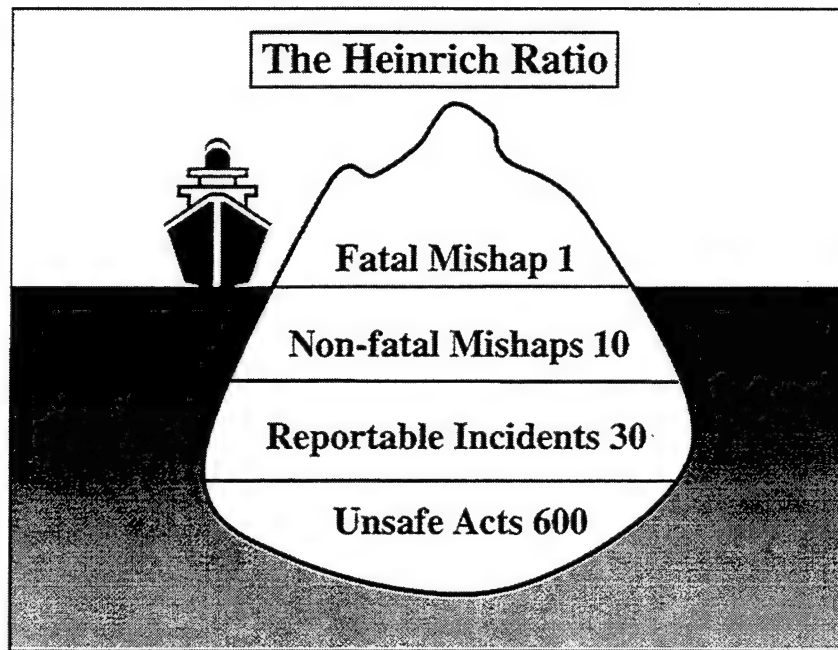 The Heinrich Ratio
Fatal Mishap 1
Non-fatal Mishaps 10
Reportable Incidents 30
Unsafe Acts 600